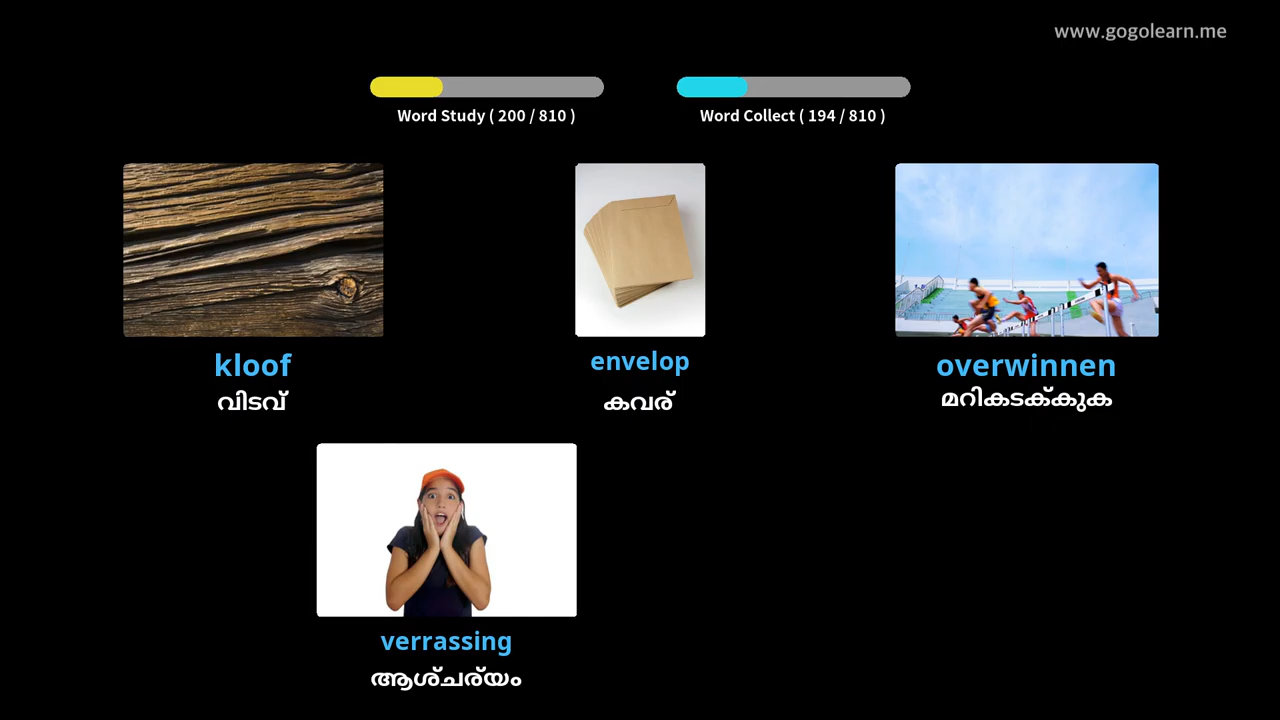 www.gogolearn.me
Word Study ( 200 / 810 )
Word Collect ( 194 / 810 )
kloof
വിടവ്
envelop
കവര്
overwinnen
മറികടക്കുക
verrassing
ആശ്ചര്യം